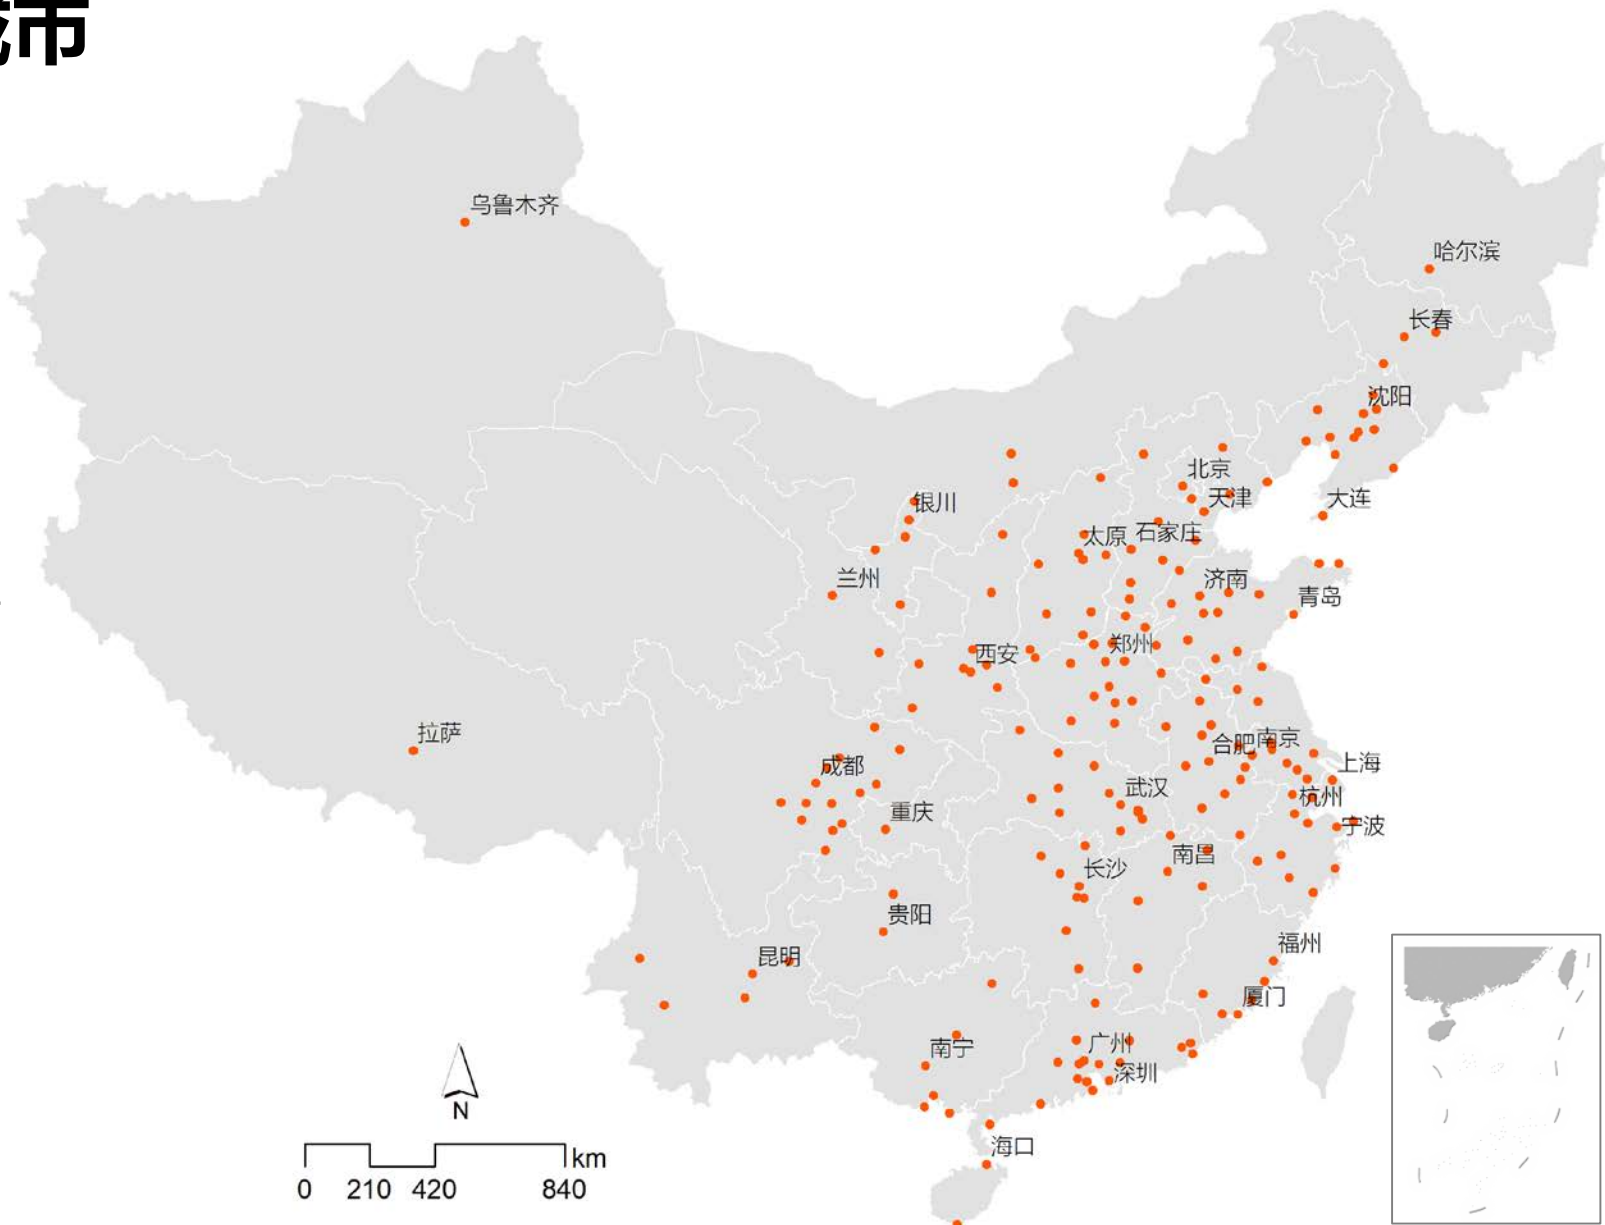 市
乌鲁木齐
哈尔滨
长春
沈阳
北京
天津
大连
银川
太原
石家庄
兰州
济南
青岛
西安
郑州
拉萨
合肥
南京
上海
成都
武汉
杭州
重庆
宁波
长沙
南昌
贵阳
福州
昆明
厦门
南宁
广州
深圳
海口
N
km
0 210 420 840